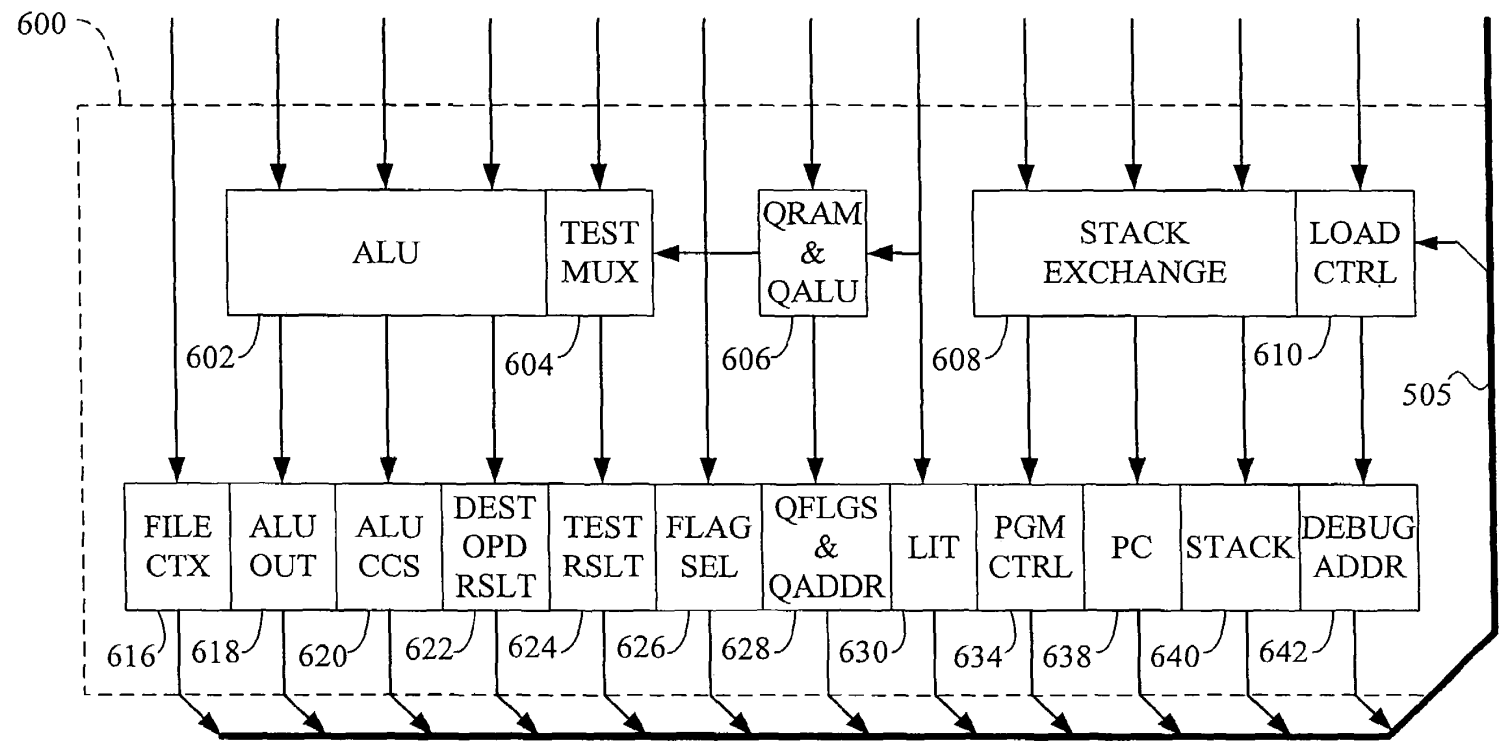 600
ALU
TEST
MUX
QRAM
&
QALU
STACK
EXCHANGE
LOAD
CTRL
602
604
606
608
610
505
FILE
CTX
ALU
OUT
ALU
CCS
DEST
OPD
RSLT
TEST
RSLT
FLAG
SEL
QFLGS
&
QADDR
LIT
PGM
CTRL
PC
STACK
DEBUG
ADDR
616
618
620
622
624
626
628
630
634
638
640
642